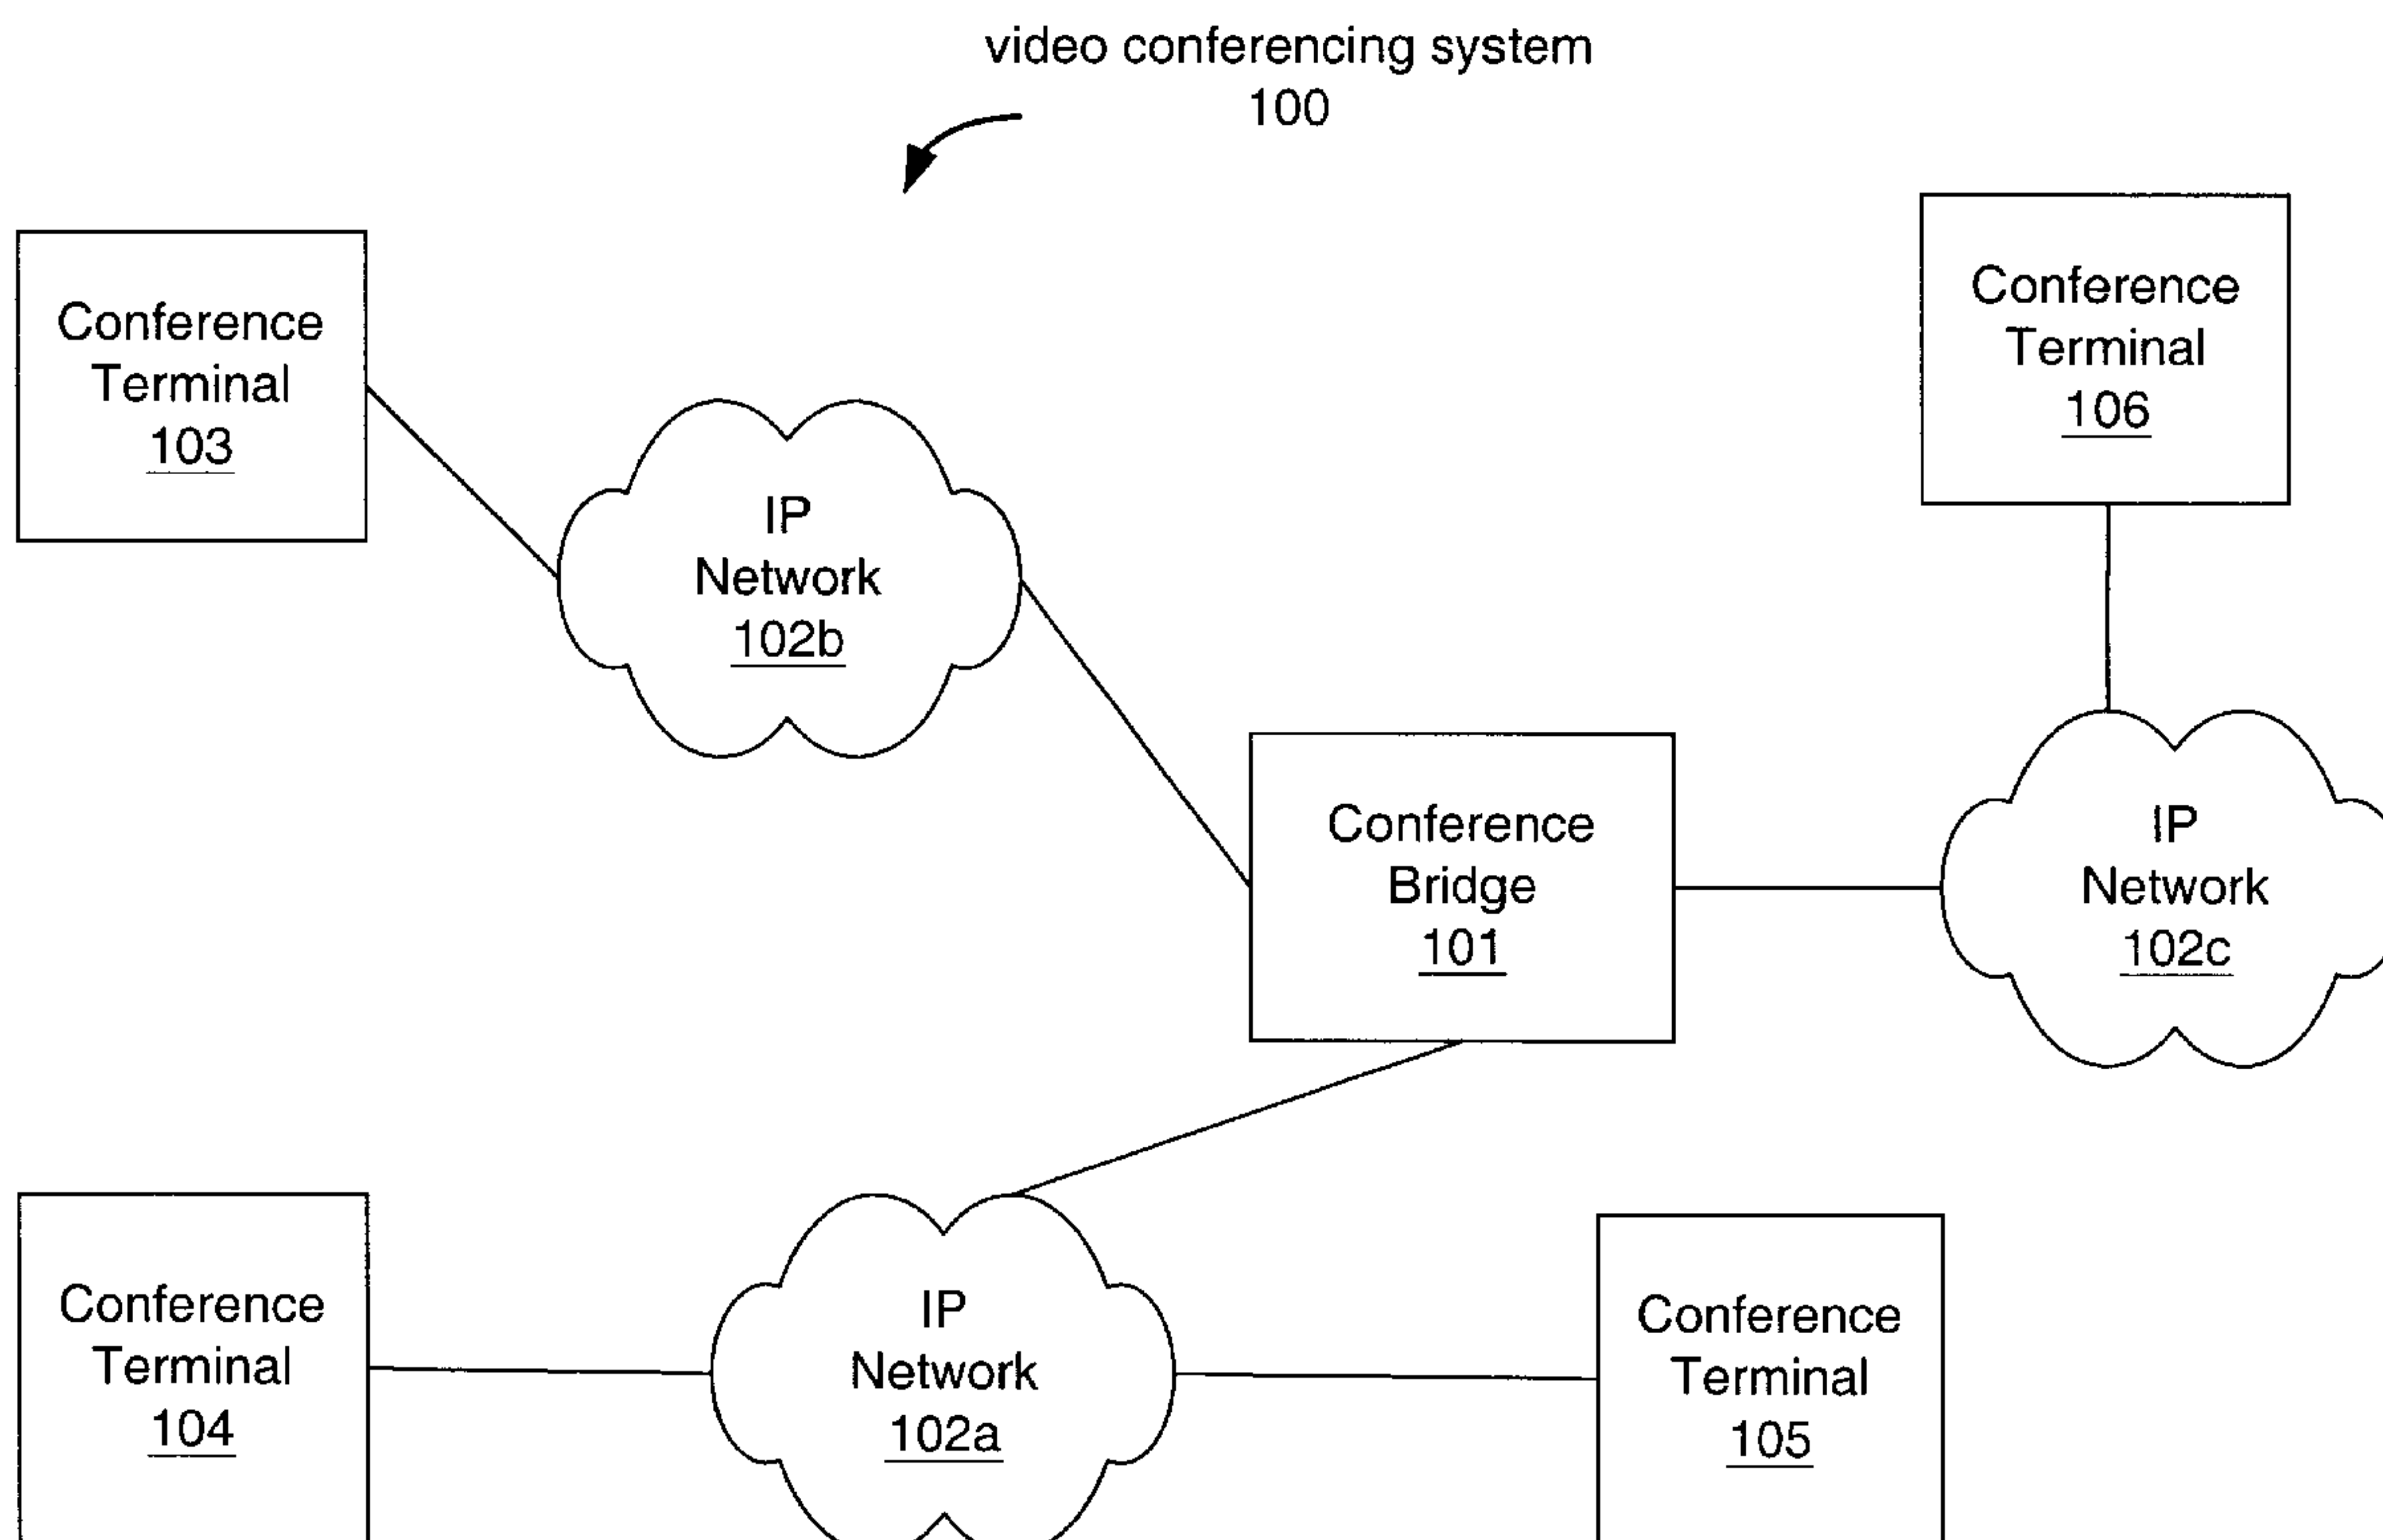 video conferencing system
100
Conference
Terminal
103
Conference
Terminal
106
IP
Network
102b
Conference
Bridge
101
IP
Network
102c
Conference
Terminal
104
IP
Network
102a
Conference
Terminal
105